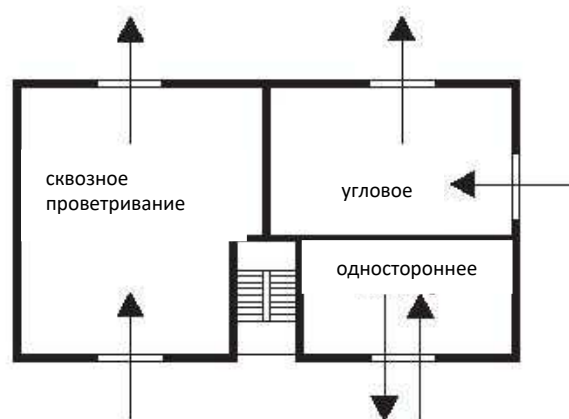 сквозное
проветривание
угловое
одностороннее